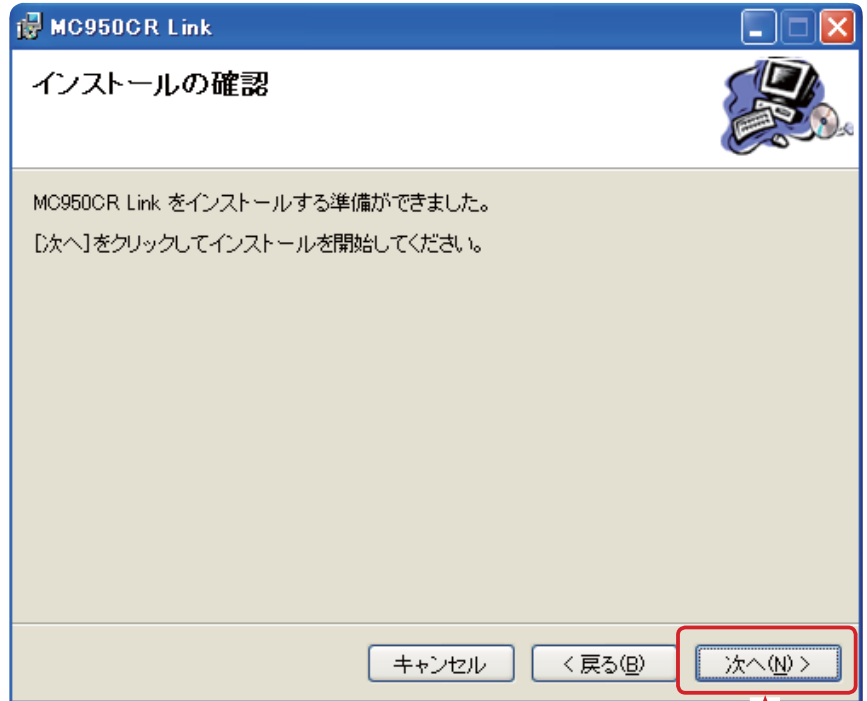 MC950CR Link
インストールの確認
MC950CR Link をインストールする準備ができました。
[次へ]をクリックしてインストールを開始してください。
キャンセル
< 戻る(B)
次へ(N) >